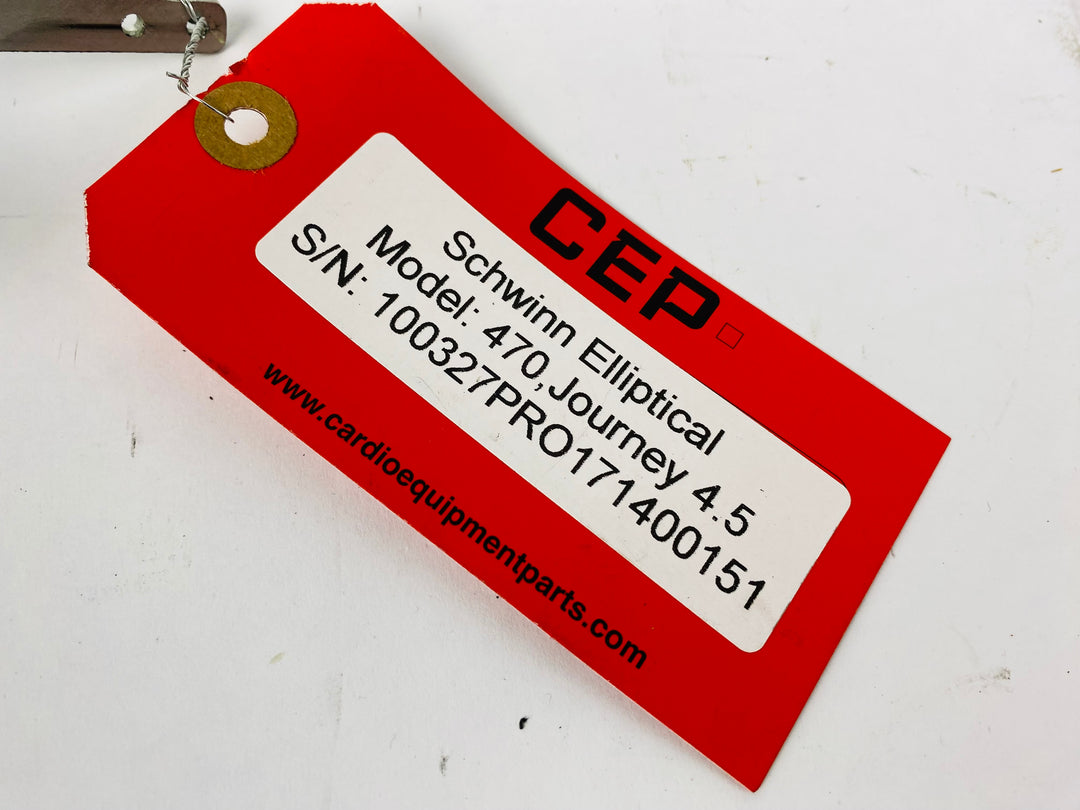 CEP
Schwinn Elliptical
Model: 470,Journey 4.5
S/N: 100327PRO171400151
www.cardioequipmentparts.com